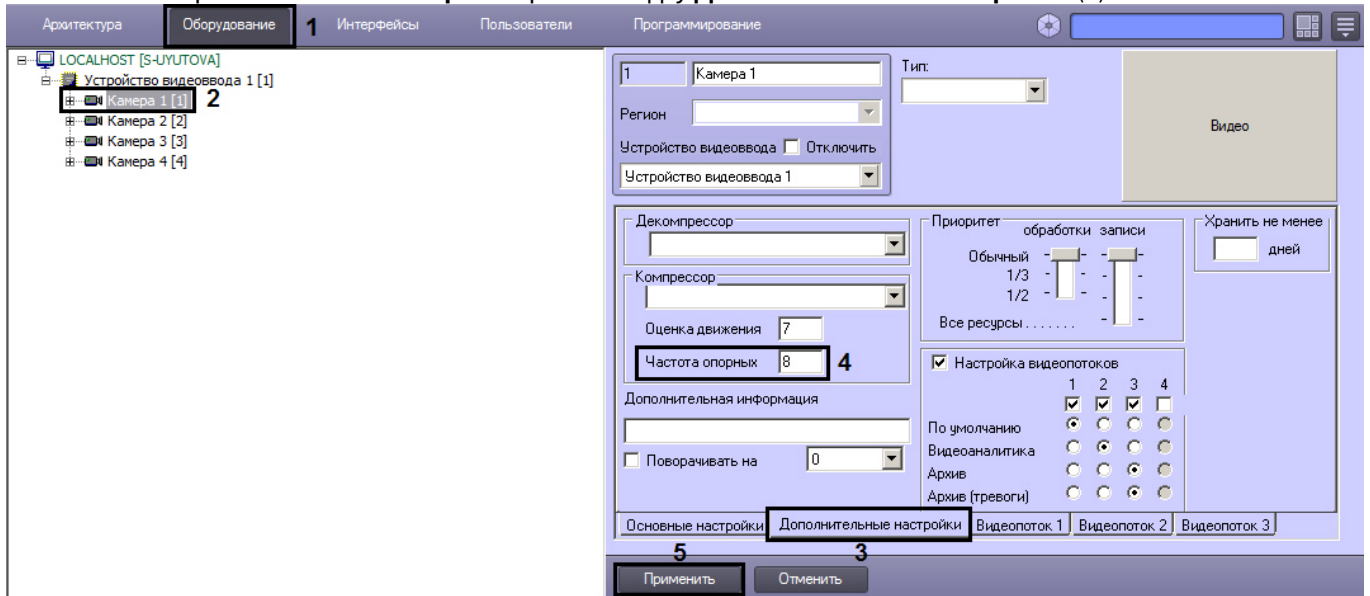 Архитектура Оборудование 1 Интерфейсы Пользователи Программирование
LOCALHOST [S-UYUTOVA]
Устройство видеоввода 1 [1]
Камера 1 [1] 2
Камера 2 [2]
Камера 3 [3]
Камера 4 [4]
1 Камера 1
Регион
Устройство видеоввода Отключить
Устройство видеоввода 1
Тип:
Видео
Декомпрессор
Компрессор
Оценка движения 7
Частота опорных 8 4
Дополнительная информация
Поворачивать на 0
Приоритет
обработки записи
Обычный
1/3
1/2
Все ресурсы.......
Хранить не менее
дней
Настройка видеопотоков
1 2 3 4
По умолчанию
Видеоаналитика
Архив
Архив (тревоги)
Основные настройки Дополнительные настройки Видеопоток 1 Видеопоток 2 Видеопоток 3
5 3
Применить Отменить